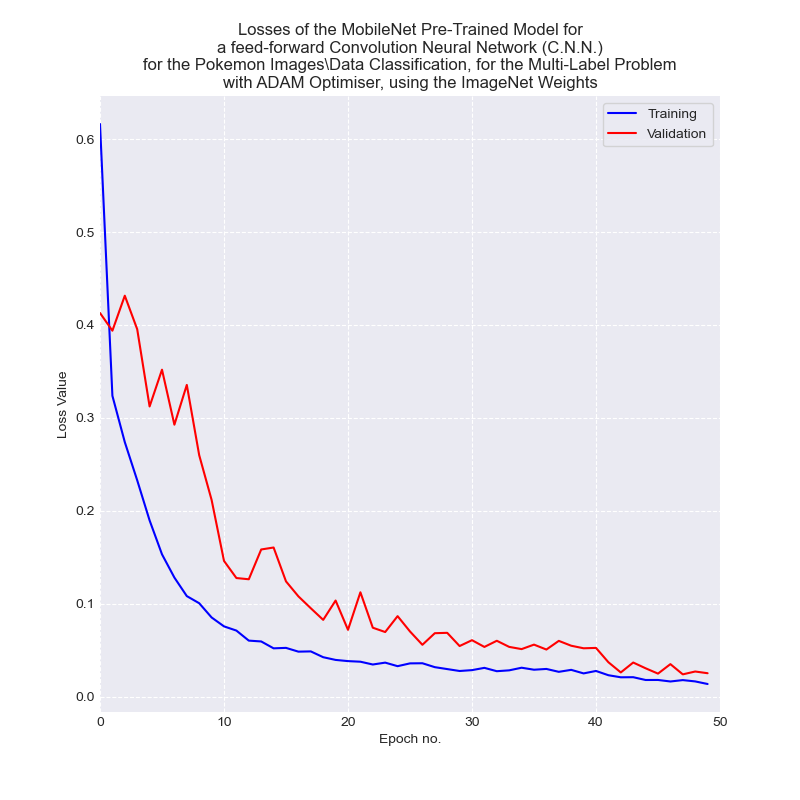 Losses of the MobileNet Pre-Trained Model for
a feed-forward Convolution Neural Network (C.N.N.)
for the Pokemon Images\Data Classification, for the Multi-Label Problem
with ADAM Optimiser, using the ImageNet Weights
Training
Validation
0.6
0.5
0.4
0.3
0.2
0.1
0.0
Loss Value
0 10 20 30 40 50
Epoch no.